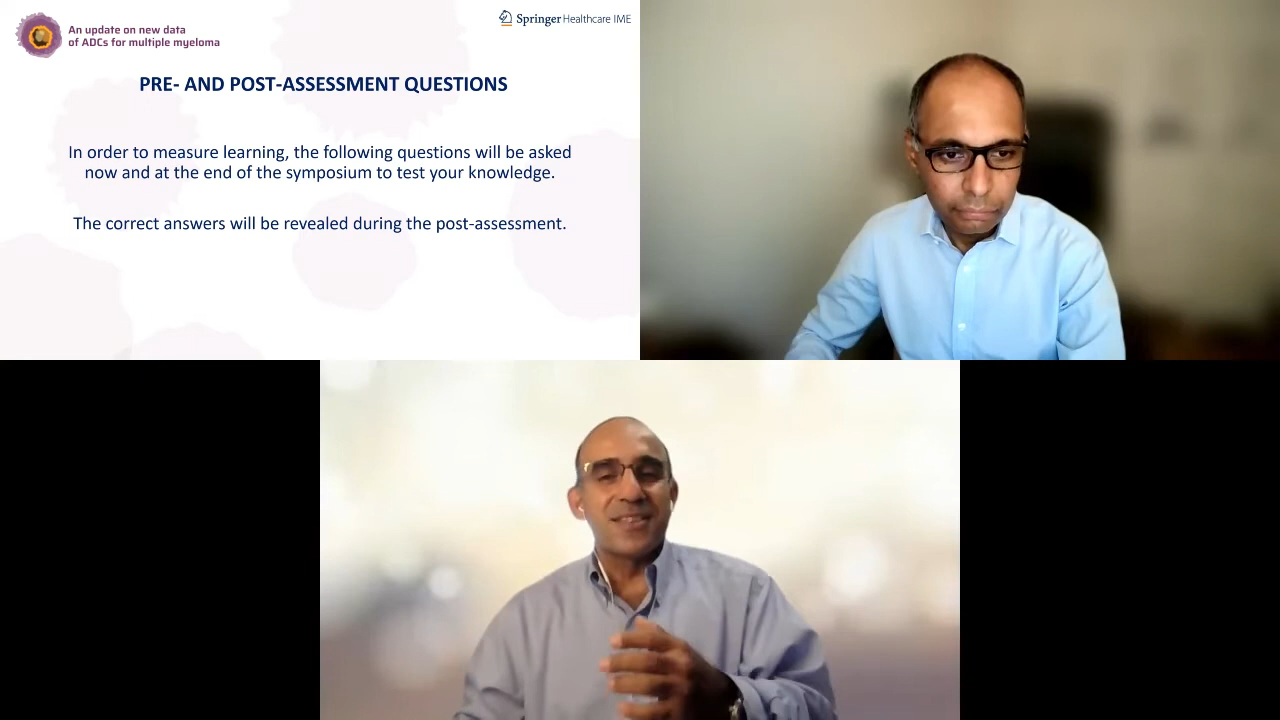 An update on new data
of ADCs for multiple myeloma
Springer Healthcare IME
PRE- AND POST-ASSESSMENT QUESTIONS
In order to measure learning, the following questions will be asked
now and at the end of the symposium to test your knowledge.
The correct answers will be revealed during the post-assessment.